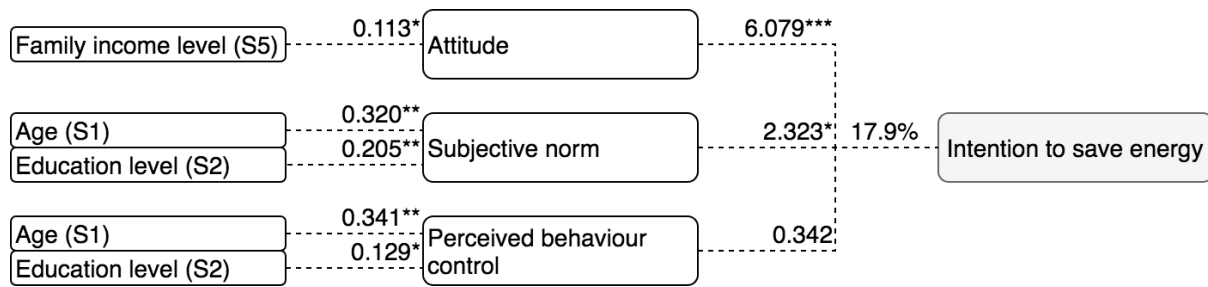 Family income level (S5)
0.113*
Attitude
6.079***
Age (S1)
0.320**
Education level (S2)
0.205**
Subjective norm
2.323*
17.9%
Intention to save energy
Age (S1)
0.341**
Education level (S2)
0.129*
Perceived behaviour
control
0.342